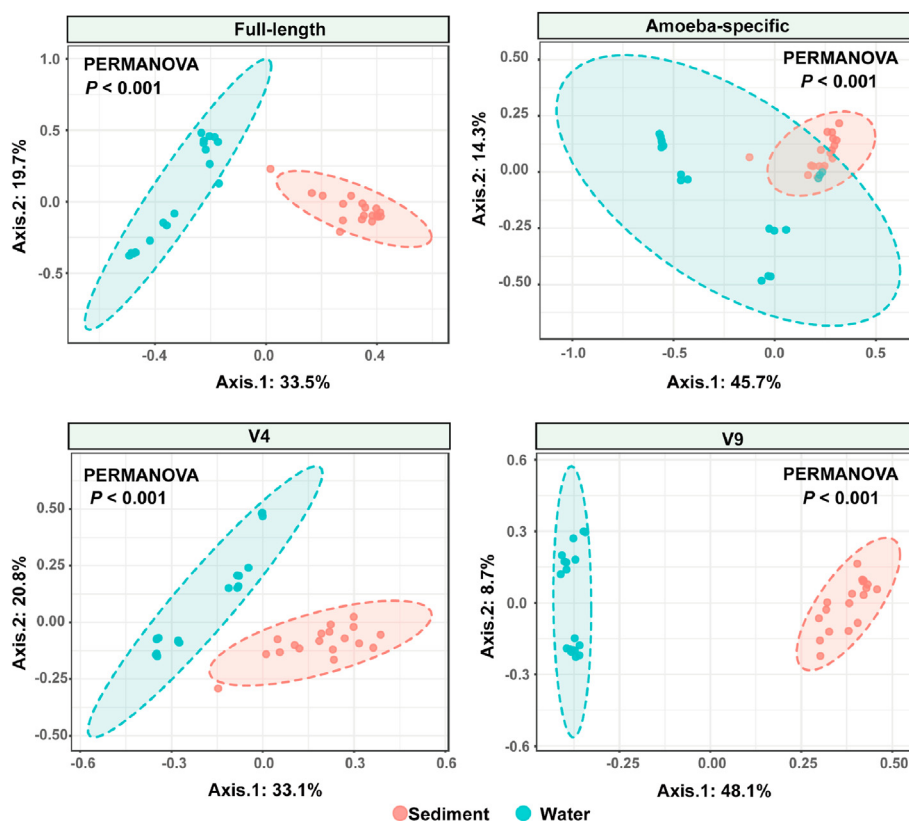 Full-length
PERMANOVA
P < 0.001
Axis.2: 19.7%
1.0
0.5
0.0
-0.5
-0.4
0.0
0.4
Axis.1: 33.5%
Amoeba-specific
PERMANOVA
P < 0.001
Axis.2: 14.3%
0.50
0.25
0.00
-0.25
-0.50
-1.0
-0.5
0.0
0.5
Axis.1: 45.7%
V4
PERMANOVA
P < 0.001
Axis.2: 20.8%
0.50
0.25
0.00
-0.25
-0.50
-0.6
-0.3
0.0
0.3
0.6
Axis.1: 33.1%
V9
PERMANOVA
P < 0.001
Axis.2: 8.7%
0.6
0.3
0.0
-0.3
-0.6
-0.25
0.00
0.25
0.50
Axis.1: 48.1%
Sediment
Water